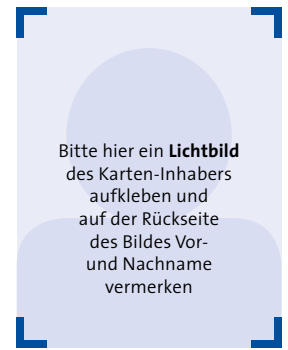 Bitte hier ein Lichtbild
des Karten-Inhabers
aufkleben und
auf der Rückseite
des Bildes Vor-
und Nachname
vermerken